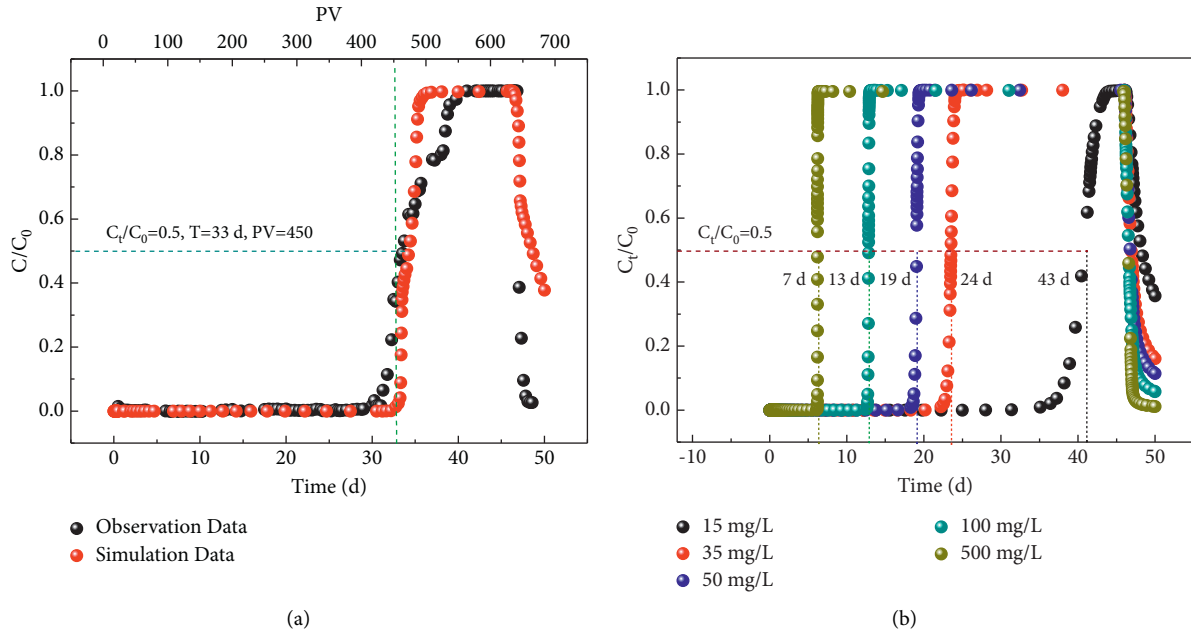 PV
0 100 200 300 400 500 600 700
1.0
0.8
0.6
0.4
0.2
0.0
C/C0
Ct/C0=0.5, T=33 d, PV=450
0 10 20 30 40 50
Time (d)
Observation Data
Simulation Data
(a)
1.0
0.8
0.6
0.4
0.2
0.0
Ct/C0
Ct/C0=0.5
7 d 13 d 19 d 24 d 43 d
-10 0 10 20 30 40 50
Time (d)
15 mg/L
35 mg/L
50 mg/L
100 mg/L
500 mg/L
(b)